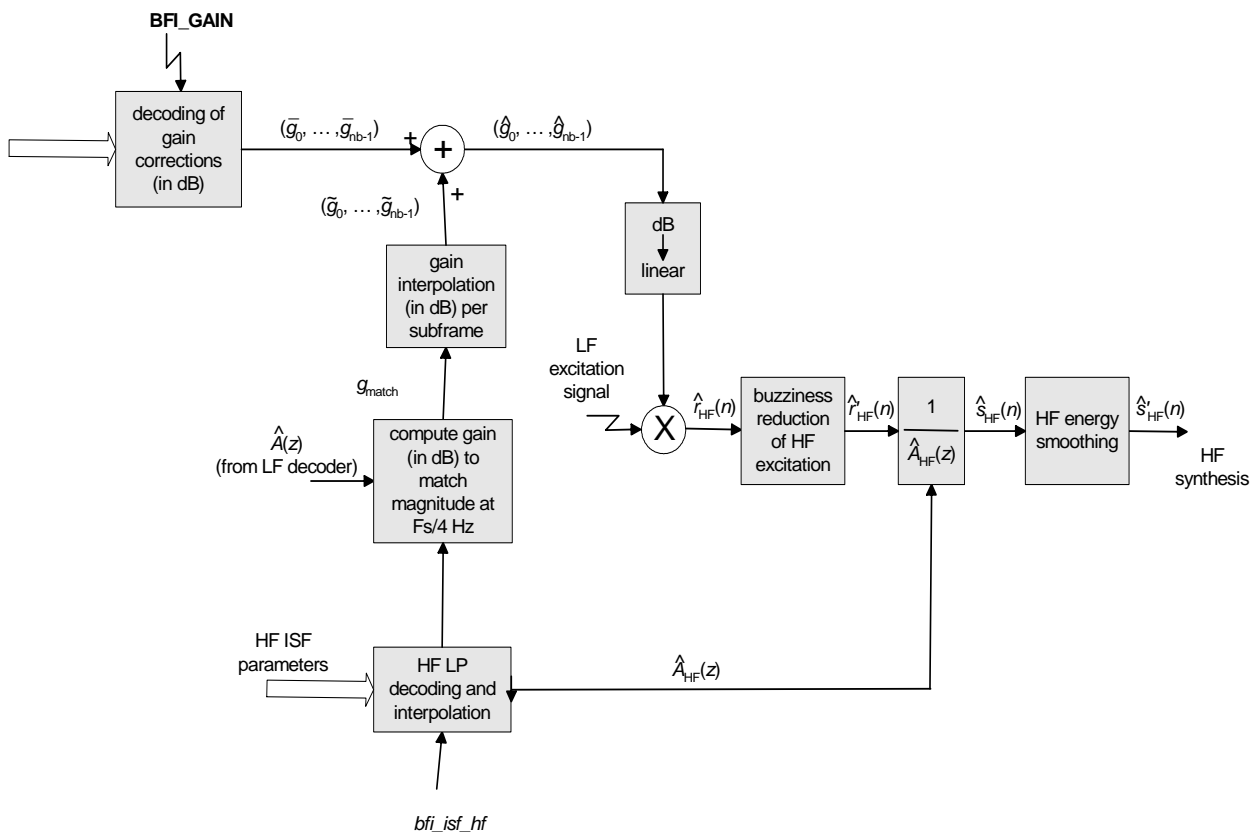 BFI_GAIN
decoding of
gain
corrections
(in dB)
(g̅0, … ,g̅nb-1)
+
+
(ĝ0, … ,ĝnb-1)
+
(g̃0, … ,g̃nb-1)
dB
linear
gain
interpolation
(in dB) per
subframe
LF
excitation
signal
gmatch
X
r̂HF(n)
buzziness
reduction
of HF
excitation
r̂'HF(n)
1
ÂHF(z)
ŝHF(n)
HF energy
smoothing
ŝ'HF(n)
HF
synthesis
Â(z)
(from LF decoder)
compute gain
(in dB) to
match
magnitude at
Fs/4 Hz
HF ISF
parameters
HF LP
decoding and
interpolation
ÂHF(z)
bfi_isf_hf